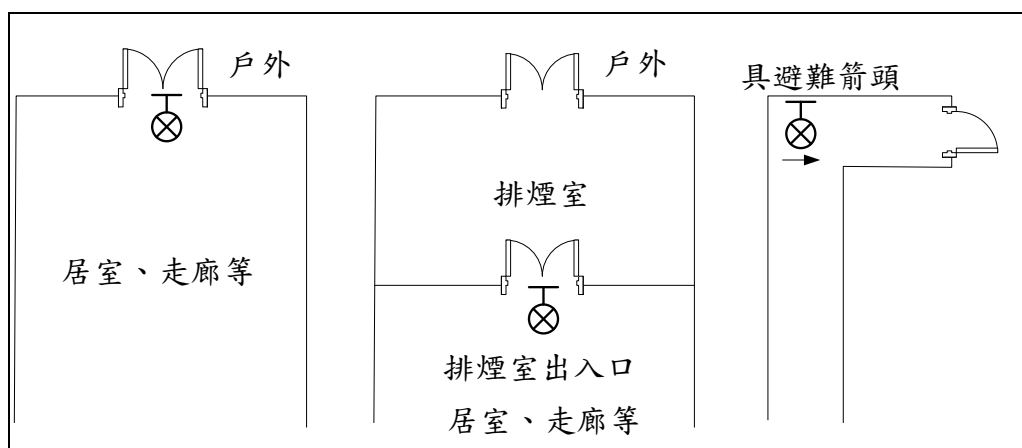 戶外
居室、走廊等
戶外
排煙室
排煙室出入口
居室、走廊等
具避難箭頭